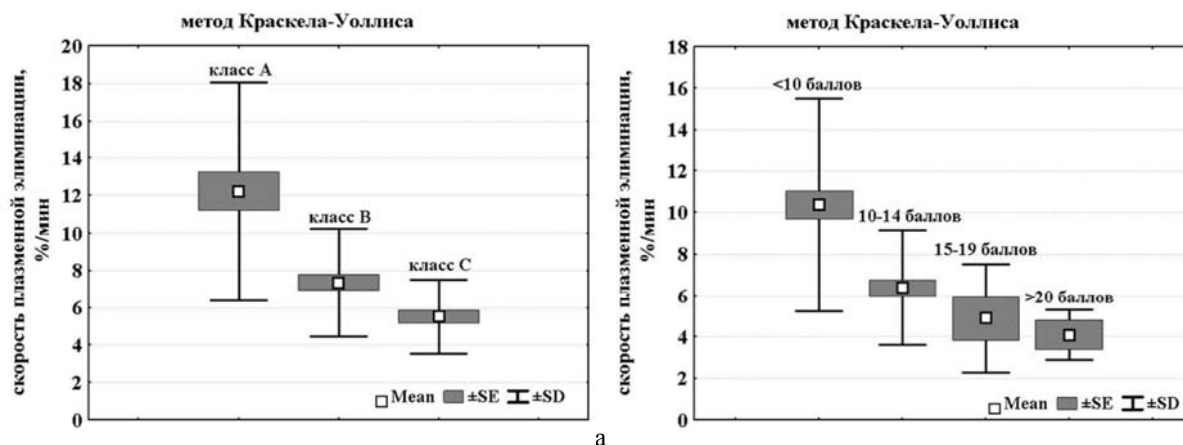 метод Краскела-Уоллиса
скорость плазменной элиминации,
%/мин
20
18
16
14
12
10
8
6
4
2
0
класс А
класс В
класс С
Mean ±SE ±SD
метод Краскела-Уоллиса
скорость плазменной элиминации,
%/мин
18
16
14
12
10
8
6
4
2
0
<10 баллов
10-14 баллов
15-19 баллов
>20 баллов
Mean ±SE ±SD
а